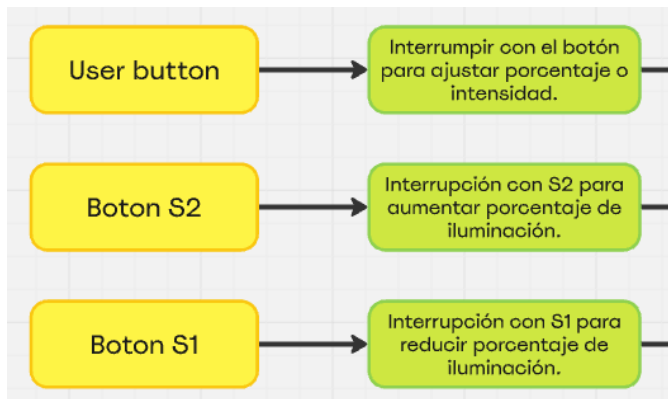 User button
Interrumpir con el botón
para ajustar porcentaje o
intensidad.
Boton S2
Interrupción con S2 para
aumentar porcentaje de
iluminación.
Boton S1
Interrupción con S1 para
reducir porcentaje de
iluminación.